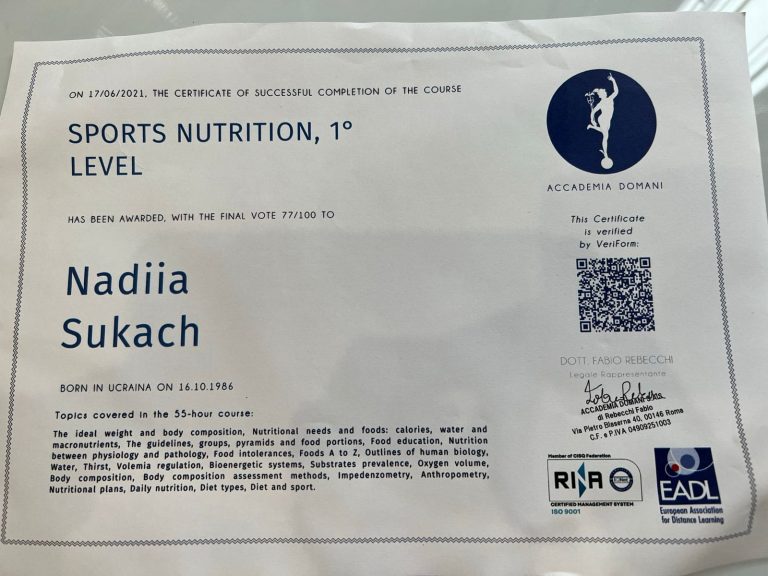 ON 17/06/2021, THE CERTIFICATE OF SUCCESSFUL COMPLETION OF THE COURSE
SPORTS NUTRITION, 1°
LEVEL
HAS BEEN AWARDED, WITH THE FINAL VOTE 77/100 TO
Nadiia
Sukach
BORN IN UCRAINA ON 16.10.1986
Topics covered in the 55-hour course:
The ideal weight and body composition, Nutritional needs and foods: calories, water and
macronutrients, The guidelines, groups, pyramids and food portions, Food education, Nutrition
between physiology and pathology, Food intolerances, Foods A to Z, Outlines of human biology,
Water, Thirst, Volemia regulation, Bioenergetic systems, Substrates prevalence, Oxygen volume,
Body composition, Body composition assessment methods, Impedenzometry, Anthropometry,
Nutritional plans, Daily nutrition, Diet types, Diet and sport.
ACCADEMIA DOMANI
This Certificate
is verified
by VeriForm:
DOTT. FABIO REBECCHI
Legale Rappresentante
ACCADEMIA DOMANI
di Rebecchi Fabio
Via Pietro Blaserna 40, 00146 Roma
C.F. e P.IVA 04909251003
Member of CISQ Federation
RINA
CERTIFIED MANAGEMENT SYSTEM
ISO 9001
EADL
European Association
for Distance Learning